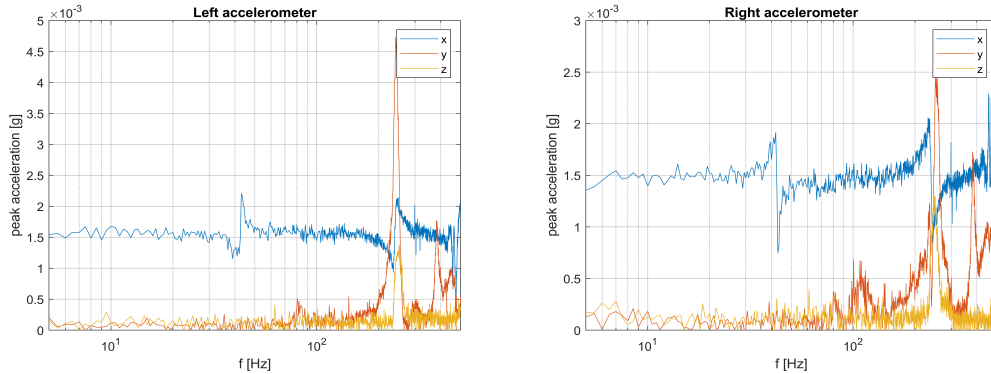 Left accelerometer
×10-3
5
4.5
4
3.5
3
2.5
2
1.5
1
0.5
0
peak acceleration [g]
101
102
f [Hz]
x
y
z
Right accelerometer
×10-3
3
2.5
2
1.5
1
0.5
0
peak acceleration [g]
101
102
f [Hz]
x
y
z